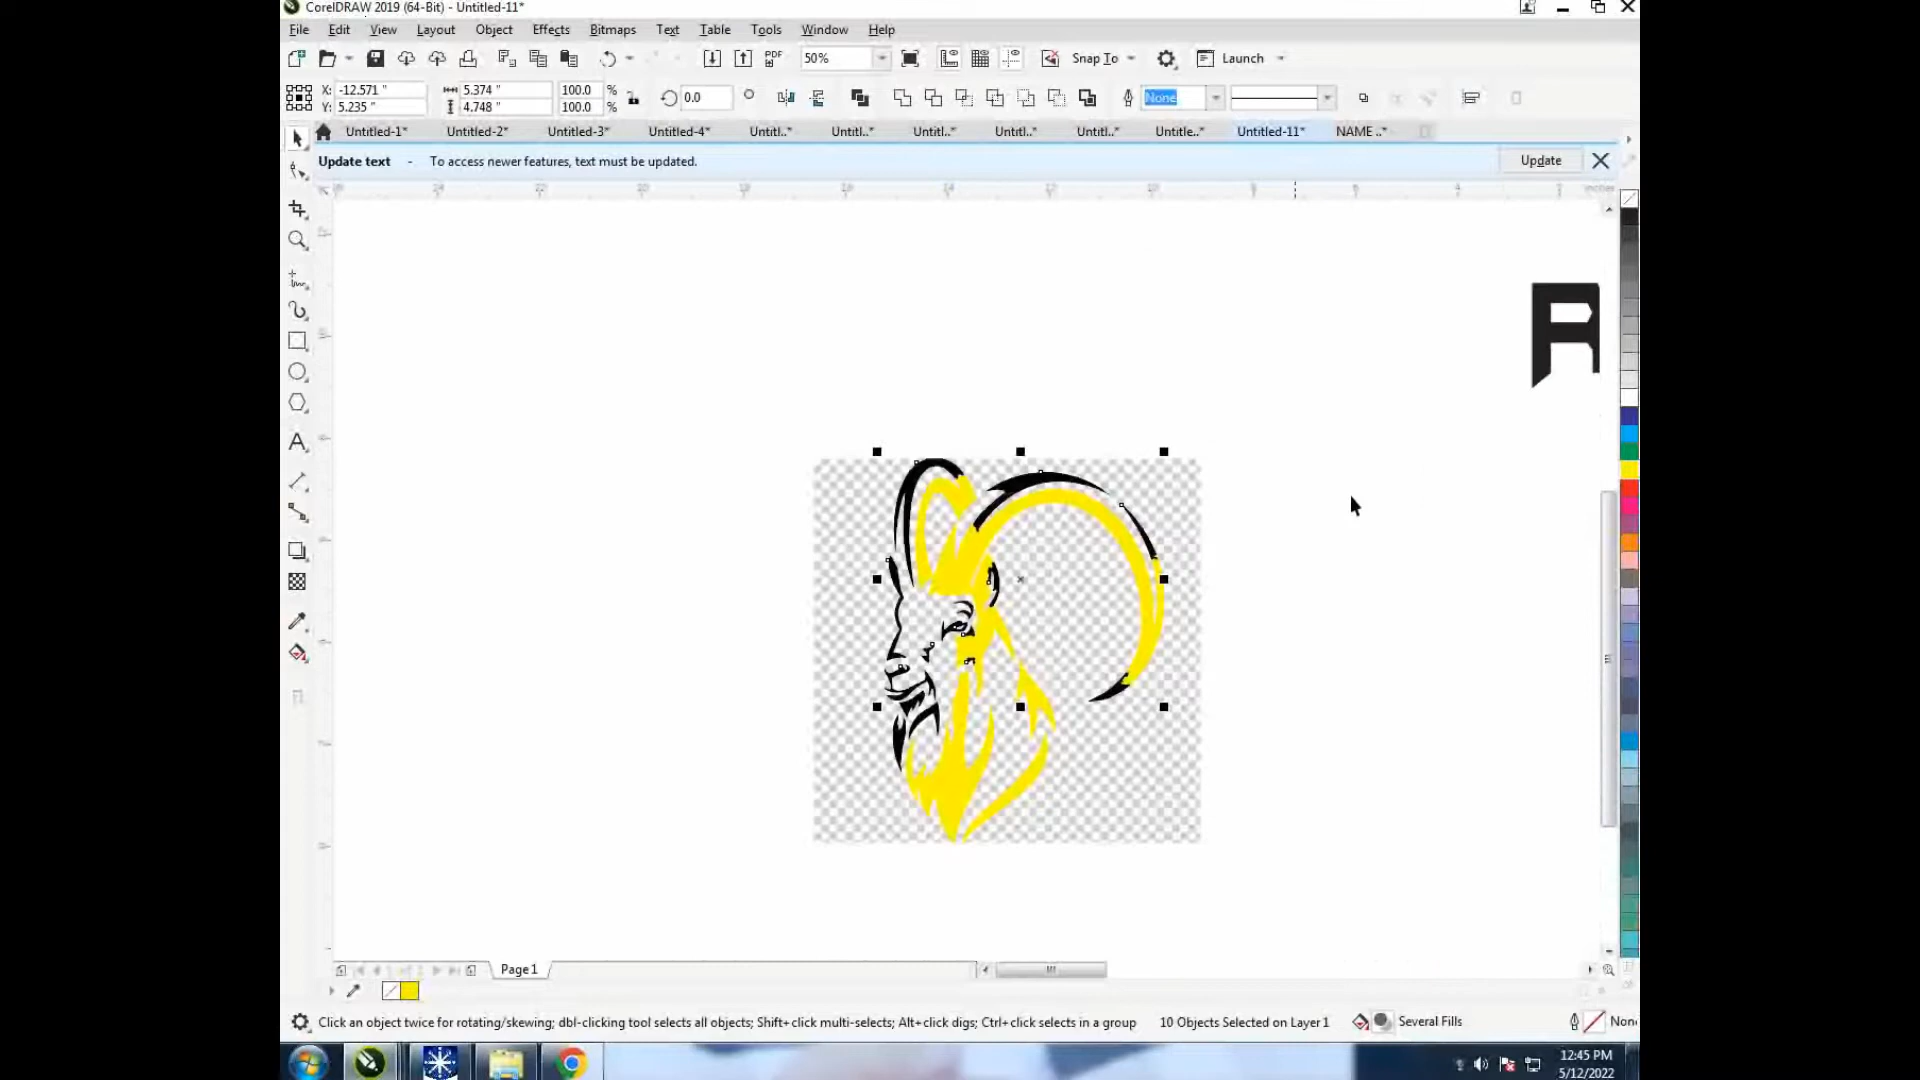 CorelDRAW 2019 (64-Bit) - Untitled-11*
File Edit View Layout Object Effects Bitmaps Text Table Tools Window Help
PDF 50% Snap To Launch
X: -12.571 " 5.374 " 100.0 %
Y: 5.235 " 4.748 " 100.0 %
0.0 None
Untitled-1* Untitled-2* Untitled-3* Untitled-4* Untitl..* Untitl..* Untitl..* Untitl..* Untitl..* Untitle..* Untitled-11* NAME ..*
Update text - To access newer features, text must be updated. Update
R
Page 1
Click an object twice for rotating/skewing; dbl-clicking tool selects all objects; Shift+click multi-selects; Alt+click digs; Ctrl+click selects in a group 10 Objects Selected on Layer 1 Several Fills Non
12:45 PM
5/12/2022